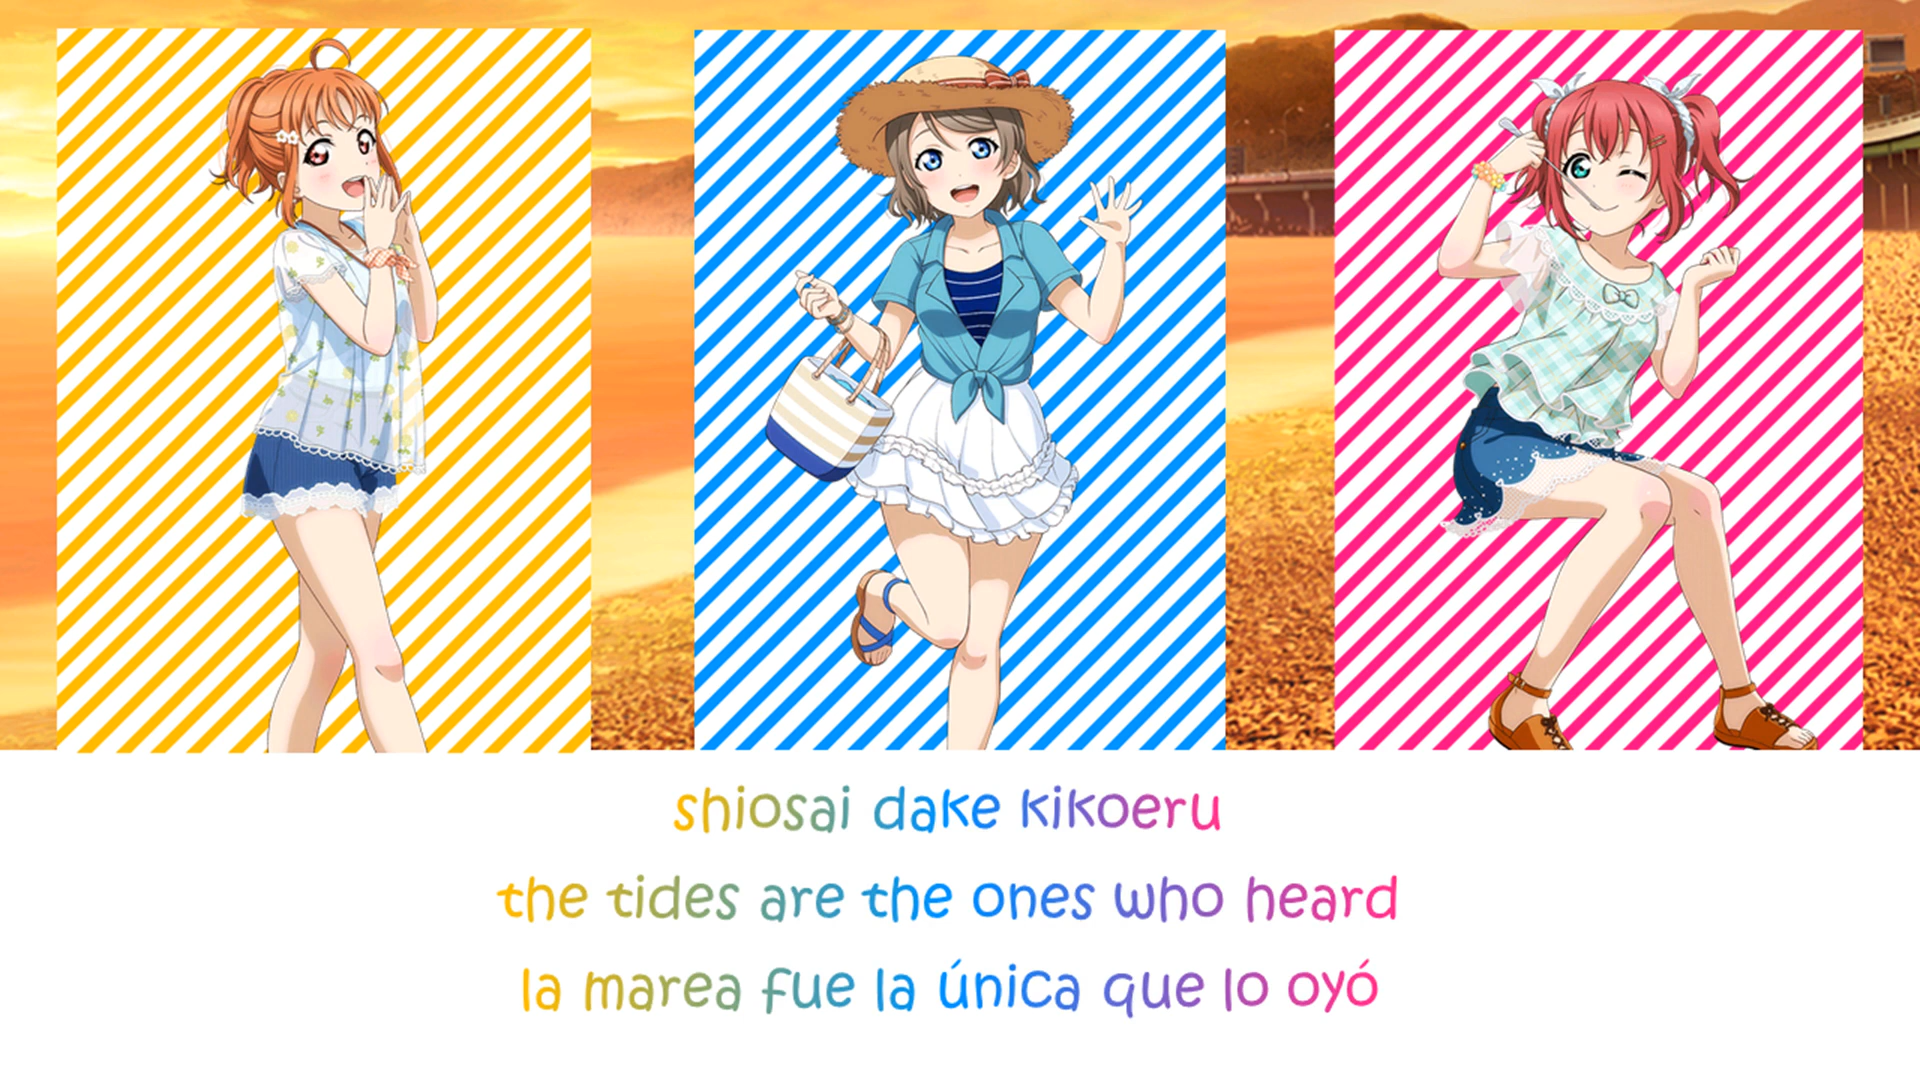 shiosai dake kikoeru
the tides are the ones who heard
la marea fue la única que lo oyó